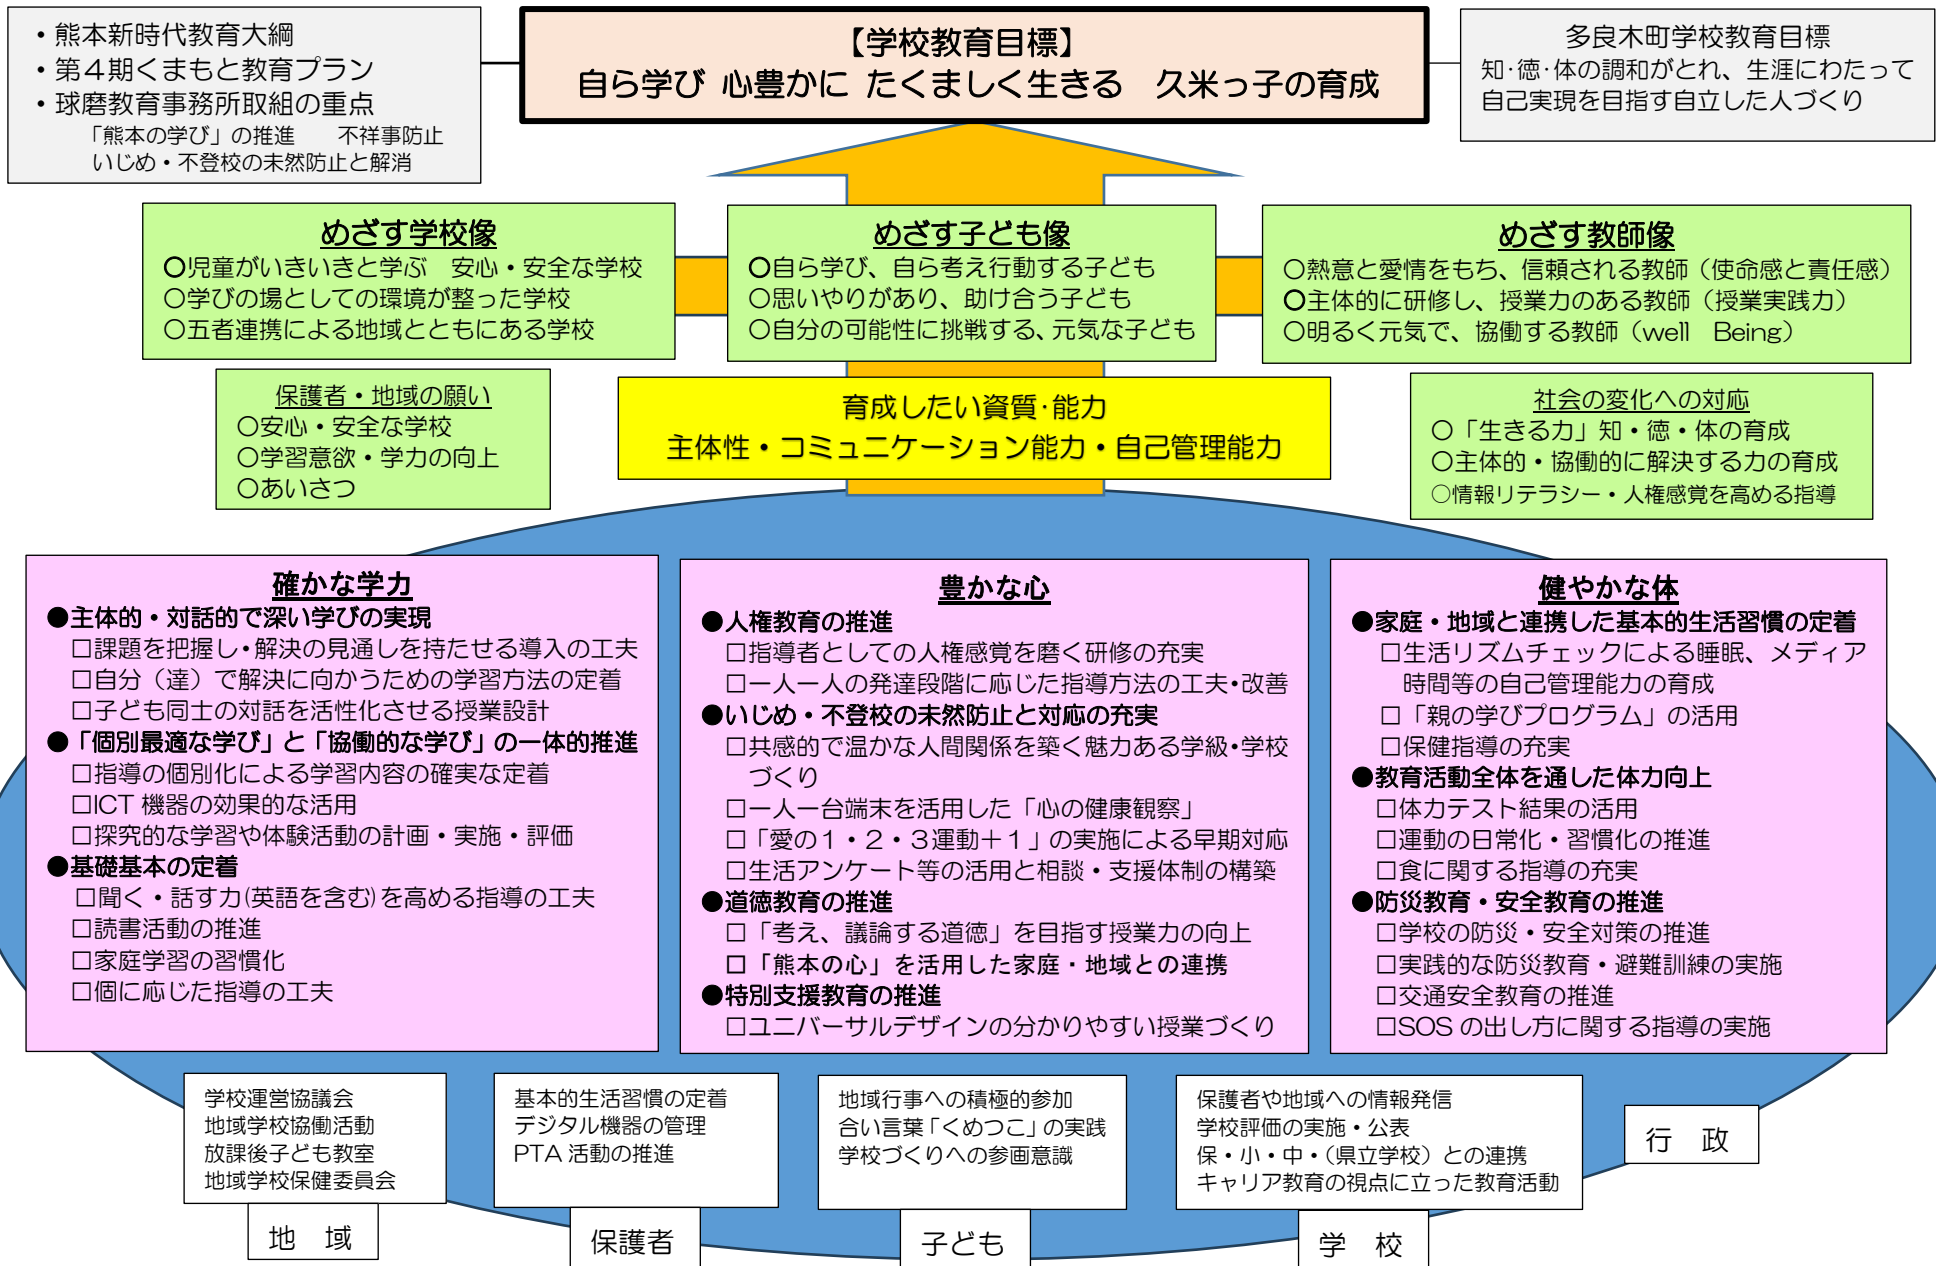 ・熊本新時代教育大綱
・第４期くまもと教育プラン
・球磨教育事務所取組の重点
「熊本の学び」の推進　不祥事防止
いじめ・不登校の未然防止と解消
【学校教育目標】
自ら学び 心豊かに たくましく生きる　久米っ子の育成
多良木町学校教育目標
知・徳・体の調和がとれ、生涯にわたって
自己実現を目指す自立した人づくり
めざす学校像
○児童がいきいきと学ぶ　安心・安全な学校
○学びの場としての環境が整った学校
○五者連携による地域とともにある学校
めざす子ども像
○自ら学び、自ら考え行動する子ども
○思いやりがあり、助け合う子ども
○自分の可能性に挑戦する、元気な子ども
めざす教師像
○熱意と愛情をもち、信頼される教師（使命感と責任感）
○主体的に研修し、授業力のある教師（授業実践力）
○明るく元気で、協働する教師（well　Being）
保護者・地域の願い
○安心・安全な学校
○学習意欲・学力の向上
○あいさつ
育成したい資質・能力
主体性・コミュニケーション能力・自己管理能力
社会の変化への対応
○「生きる力」知・徳・体の育成
○主体的・協働的に解決する力の育成
○情報リテラシー・人権感覚を高める指導
確かな学力
●主体的・対話的で深い学びの実現
□課題を把握し・解決の見通しを持たせる導入の工夫
□自分（達）で解決に向かうための学習方法の定着
□子ども同士の対話を活性化させる授業設計
●「個別最適な学び」と「協働的な学び」の一体的推進
□指導の個別化による学習内容の確実な定着
□ICT 機器の効果的な活用
□探究的な学習や体験活動の計画・実施・評価
●基礎基本の定着
□聞く・話す力(英語を含む)を高める指導の工夫
□読書活動の推進
□家庭学習の習慣化
□個に応じた指導の工夫
豊かな心
●人権教育の推進
□指導者としての人権感覚を磨く研修の充実
□一人一人の発達段階に応じた指導方法の工夫・改善
●いじめ・不登校の未然防止と対応の充実
□共感的で温かな人間関係を築く魅力ある学級・学校
づくり
□一人一台端末を活用した「心の健康観察」
□「愛の１・２・３運動＋１」の実施による早期対応
□生活アンケート等の活用と相談・支援体制の構築
●道徳教育の推進
□「考え、議論する道徳」を目指す授業力の向上
□「熊本の心」を活用した家庭・地域との連携
●特別支援教育の推進
□ユニバーサルデザインの分かりやすい授業づくり
健やかな体
●家庭・地域と連携した基本的生活習慣の定着
□生活リズムチェックによる睡眠、メディア
時間等の自己管理能力の育成
□「親の学びプログラム」の活用
□保健指導の充実
●教育活動全体を通した体力向上
□体力テスト結果の活用
□運動の日常化・習慣化の推進
□食に関する指導の充実
●防災教育・安全教育の推進
□学校の防災・安全対策の推進
□実践的な防災教育・避難訓練の実施
□交通安全教育の推進
□SOS の出し方に関する指導の実施
学校運営協議会
地域学校協働活動
放課後子ども教室
地域学校保健委員会
地　域
基本的生活習慣の定着
デジタル機器の管理
PTA 活動の推進
保護者
地域行事への積極的参加
合い言葉「くめつこ」の実践
学校づくりへの参画意識
子ども
保護者や地域への情報発信
学校評価の実施・公表
保・小・中・（県立学校）との連携
キャリア教育の視点に立った教育活動
学　校
行　政